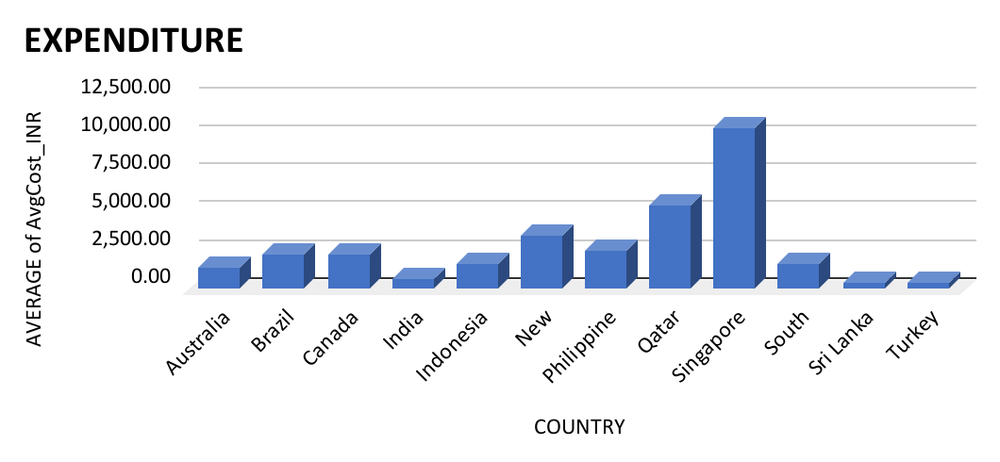 EXPENDITURE
12,500.00
10,000.00
7,500.00
5,000.00
2,500.00
0.00
AVERAGE of AvgCost_INR
Australia
Brazil
Canada
India
Indonesia
New
Philippine
Qatar
Singapore
South
Sri Lanka
Turkey
COUNTRY